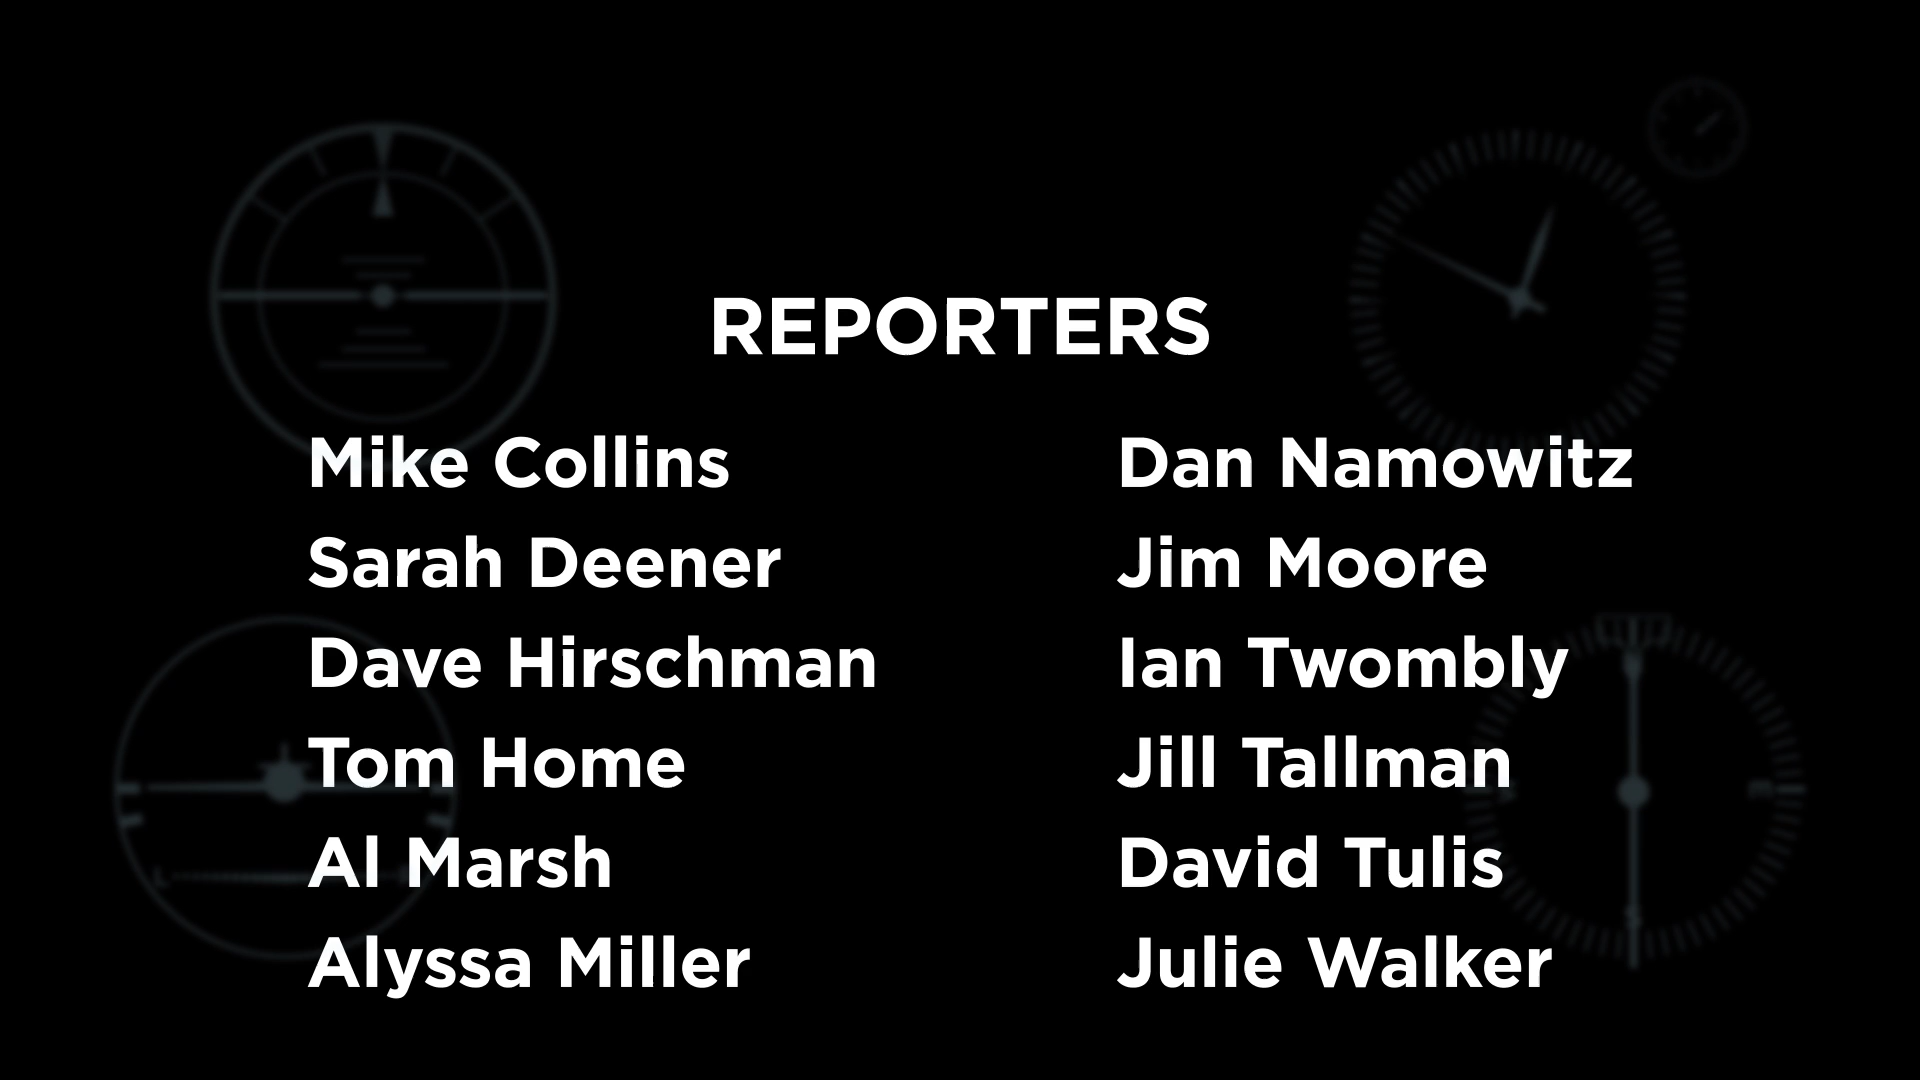 REPORTERS
Mike Collins
Sarah Deener
Dave Hirschman
Tom Home
Al Marsh
Alyssa Miller
Dan Namowitz
Jim Moore
Ian Twombly
Jill Tallman
David Tulis
Julie Walker